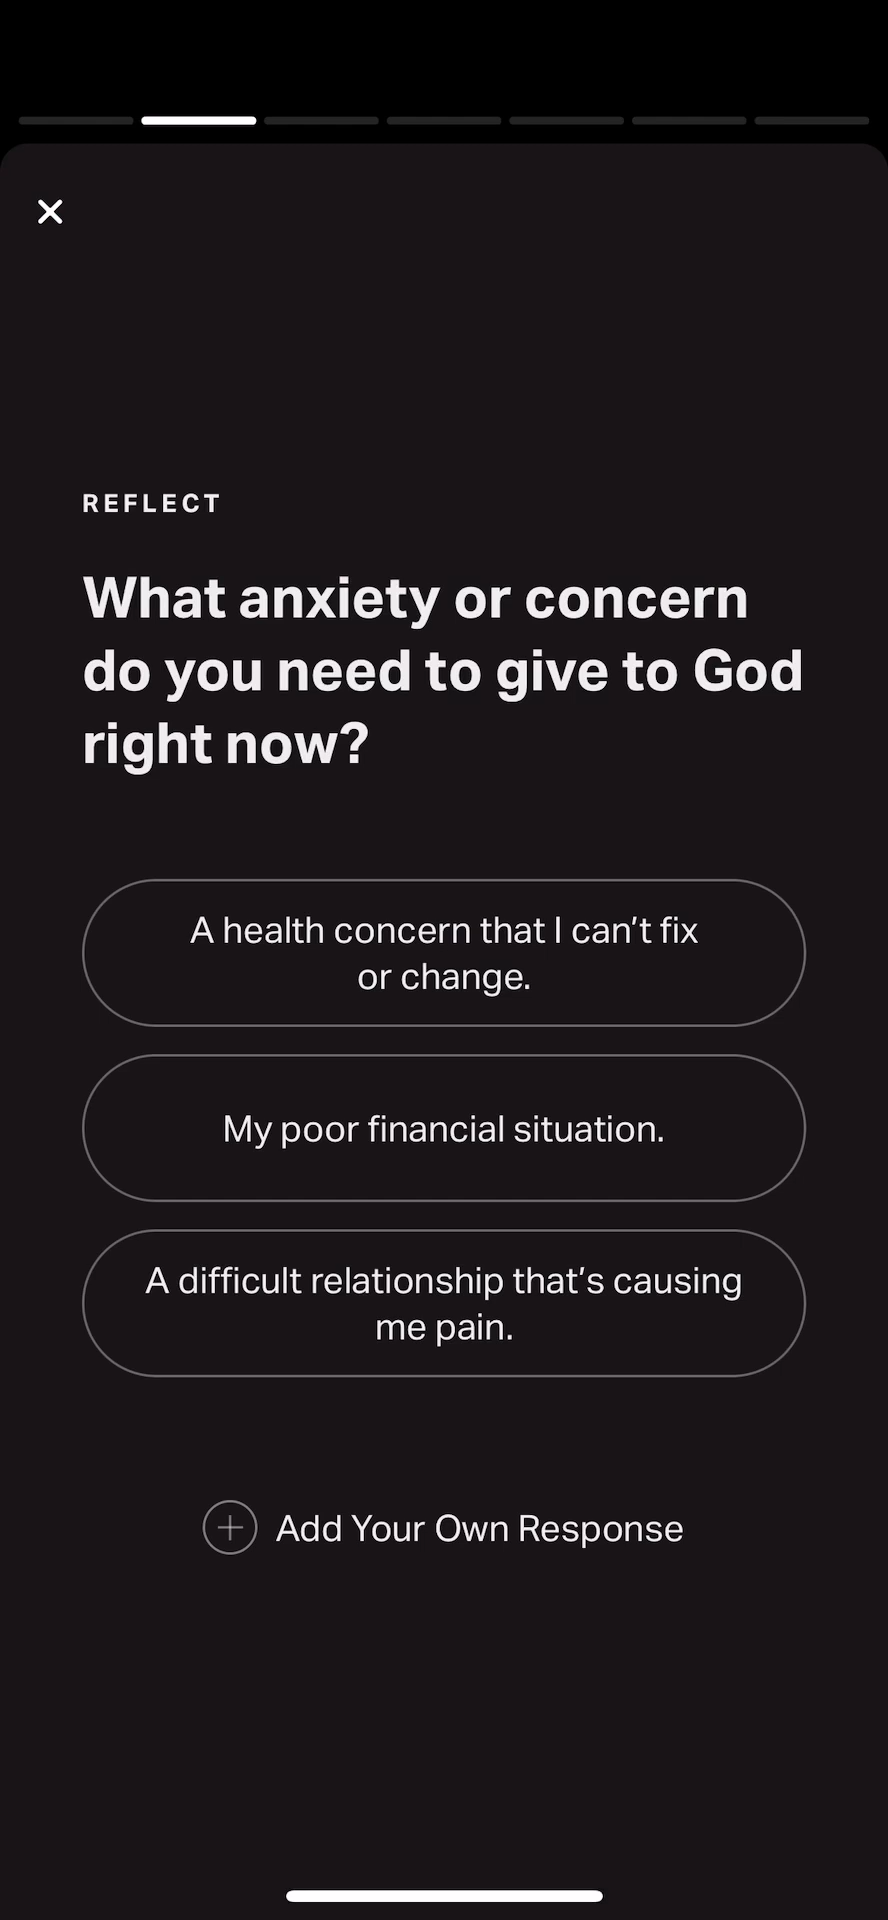 REFLECT
What anxiety or concern
do you need to give to God
right now?
A health concern that I can’t fix
or change.
My poor financial situation.
A difficult relationship that’s causing
me pain.
Add Your Own Response